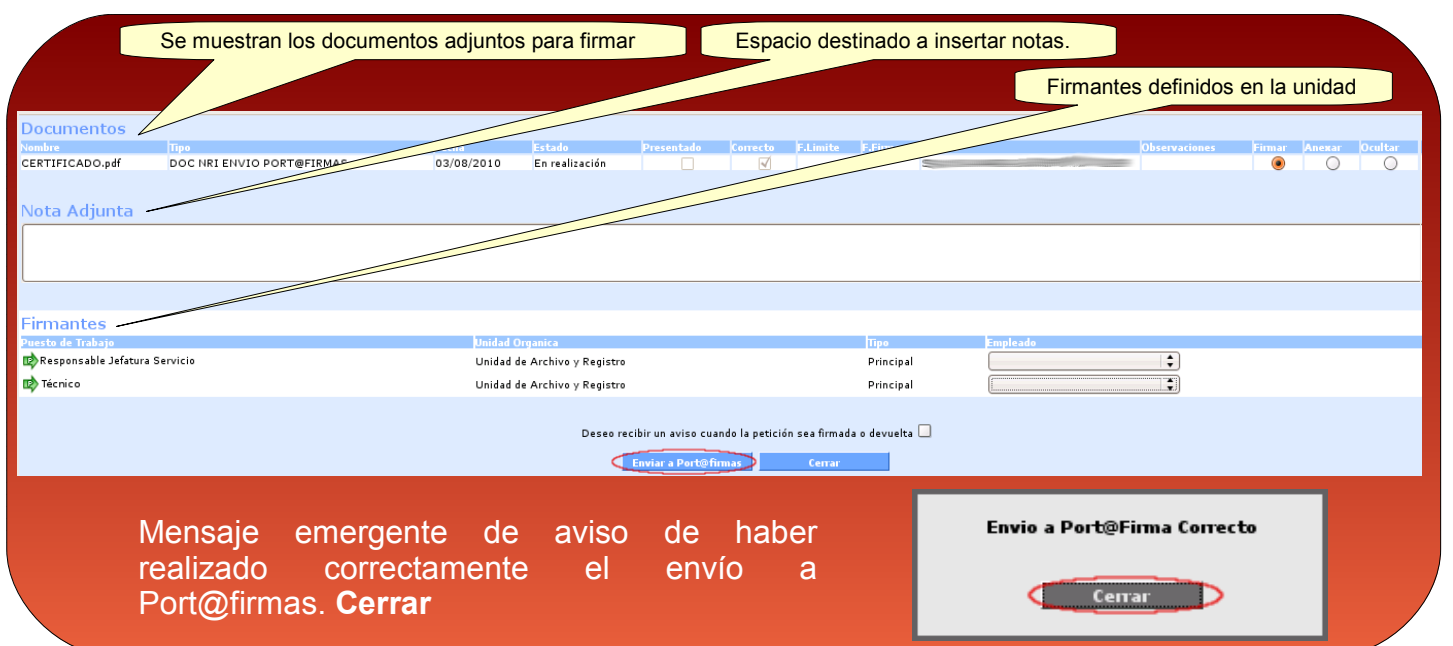 Se muestran los documentos adjuntos para firmar
Espacio destinado a insertar notas.
Firmantes definidos en la unidad
Documentos
Nombre Tipo Estado Presentado Correcto F.Limite Observaciones Firmar Anexar Ocultar
CERTIFICADO.pdf DOC NRI ENVIO PORT@FIRMAS 03/08/2010 En realización
Nota Adjunta
Firmantes
Puesto de Trabajo Unidad Organica Tipo Empleado
Responsable Jefatura Servicio Unidad de Archivo y Registro Principal
Técnico Unidad de Archivo y Registro Principal
Deseo recibir un aviso cuando la petición sea firmada o devuelta
Enviar a Port@firmas Cerrar
Mensaje emergente de aviso de haber
realizado correctamente el envío a
Port@firmas. Cerrar
Envio a Port@Firma Correcto
Cerrar